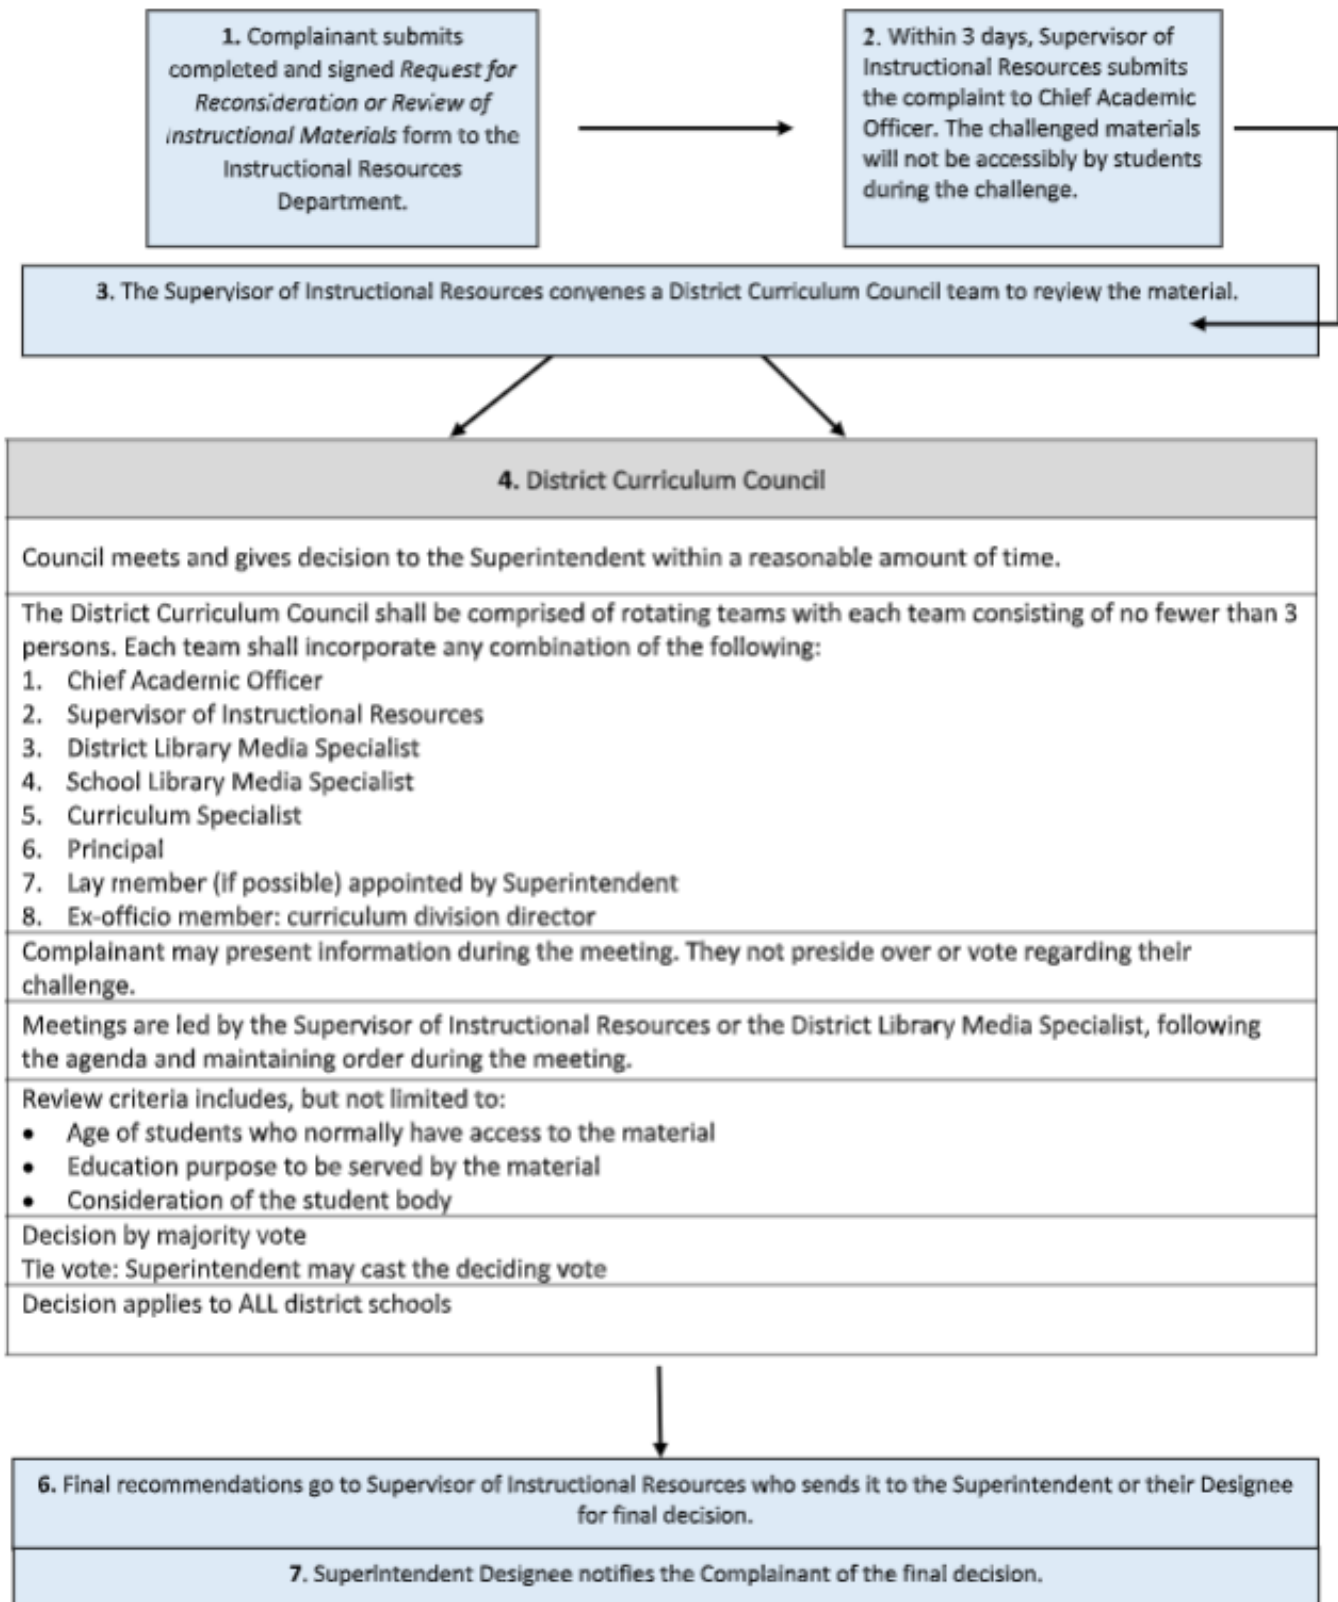 1. Complainant submits
completed and signed Request for
Reconsideration or Review of
Instructional Materials form to the
Instructional Resources
Department.
2. Within 3 days, Supervisor of
Instructional Resources submits
the complaint to Chief Academic
Officer. The challenged materials
will not be accessibly by students
during the challenge.
3. The Supervisor of Instructional Resources convenes a District Curriculum Council team to review the material.
4. District Curriculum Council
Council meets and gives decision to the Superintendent within a reasonable amount of time.
The District Curriculum Council shall be comprised of rotating teams with each team consisting of no fewer than 3
persons. Each team shall incorporate any combination of the following:
1. Chief Academic Officer
2. Supervisor of Instructional Resources
3. District Library Media Specialist
4. School Library Media Specialist
5. Curriculum Specialist
6. Principal
7. Lay member (if possible) appointed by Superintendent
8. Ex-officio member: curriculum division director
Complainant may present information during the meeting. They not preside over or vote regarding their
challenge.
Meetings are led by the Supervisor of Instructional Resources or the District Library Media Specialist, following
the agenda and maintaining order during the meeting.
Review criteria includes, but not limited to:
• Age of students who normally have access to the material
• Education purpose to be served by the material
• Consideration of the student body
Decision by majority vote
Tie vote: Superintendent may cast the deciding vote
Decision applies to ALL district schools
6. Final recommendations go to Supervisor of Instructional Resources who sends it to the Superintendent or their Designee
for final decision.
7. Superintendent Designee notifies the Complainant of the final decision.